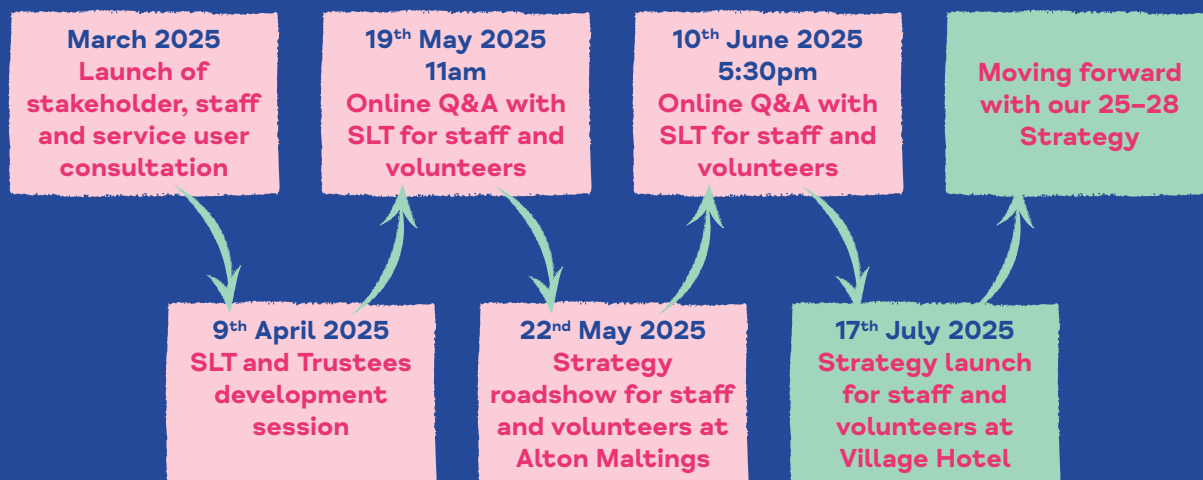 March 2025
Launch of
stakeholder, staff
and service user
consultation
9th April 2025
SLT and Trustees
development
session
19th May 2025
11am
Online Q&A with
SLT for staff and
volunteers
22nd May 2025
Strategy
roadshow for staff
and volunteers at
Alton Maltings
10th June 2025
5:30pm
Online Q&A with
SLT for staff and
volunteers
17th July 2025
Strategy launch
for staff and
volunteers at
Village Hotel
Moving forward
with our 25–28
Strategy